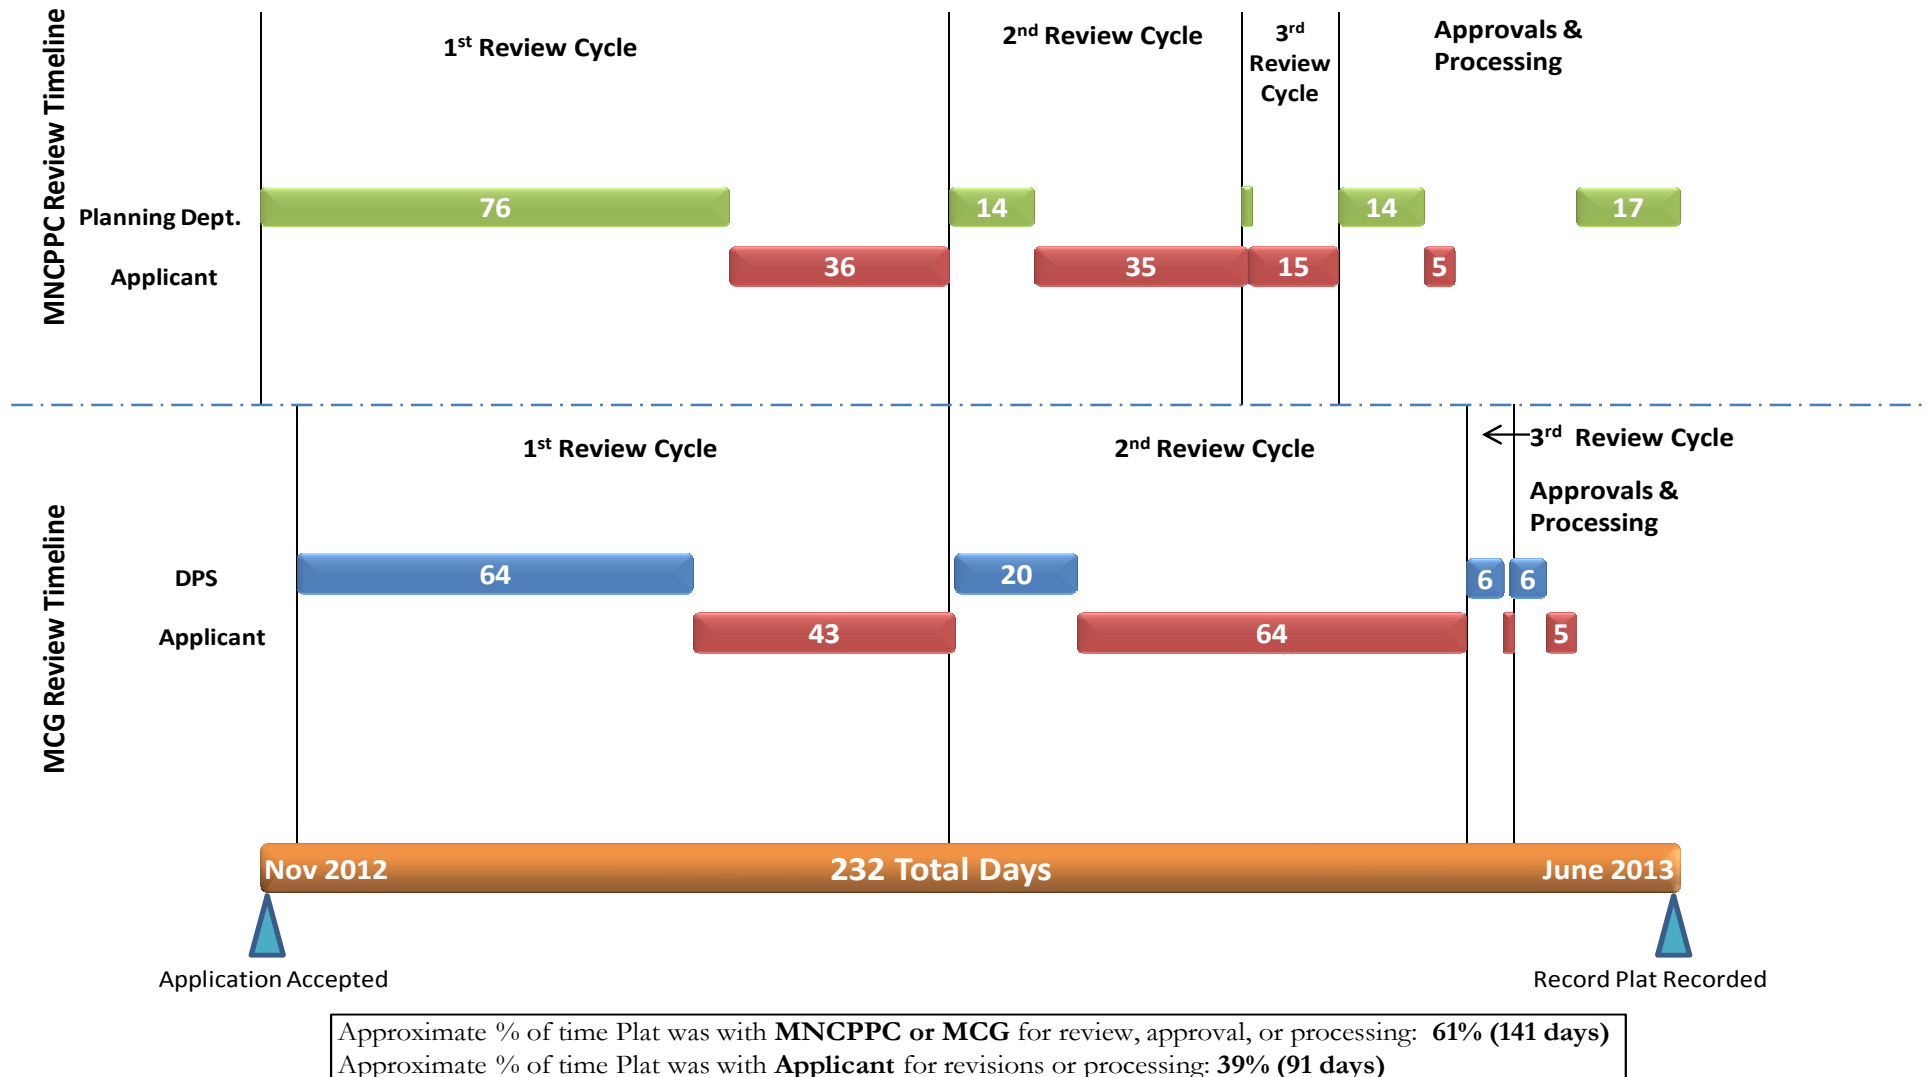 MNCPPC Review Timeline
1st Review Cycle
2nd Review Cycle
3rd
Review
Cycle
Approvals &
Processing
Planning Dept.
76
14
14
17
Applicant
36
35
15
5
MCG Review Timeline
1st Review Cycle
2nd Review Cycle
3rd Review Cycle
Approvals &
Processing
DPS
64
20
6
6
Applicant
43
64
5
Nov 2012
232 Total Days
June 2013
Application Accepted
Record Plat Recorded
Approximate % of time Plat was with MNCPPC or MCG for review, approval, or processing: 61% (141 days)
Approximate % of time Plat was with Applicant for revisions or processing: 39% (91 days)